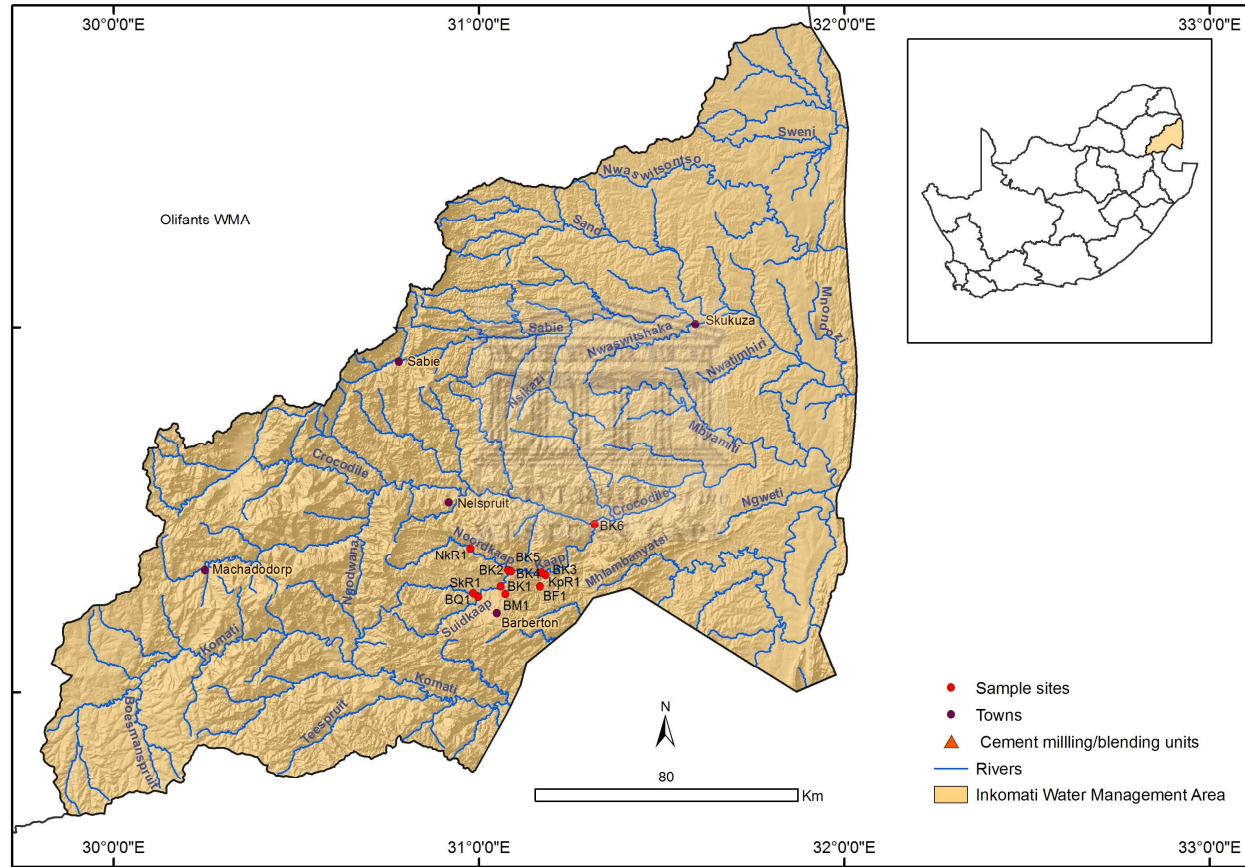 30°0'0"E
31°0'0"E
32°0'0"E
33°0'0"E
Sweni
Nwaswitsontso
Olifants WMA
Sand
Mnondozi
Skukuza
Sabie
Nwaswitshaka
Nwatimhiri
Sabie
Nsikazi
Mbyamiti
Crocodile
Crocodile
Ngweti
Nelspruit
BK6
Noordkaap
BK5
NkR1
Kaap
BK2
BK4
BK3
Mhlambanyatsi
Machadodorp
Ngodwana
SkR1
BK1
KpR1
BQ1
BM1
BF1
Suidkaap
Barberton
Komati
Komati
Teespruit
Boesmanspruit
N
80
Km
Sample sites
Towns
Cement millling/blending units
Rivers
Inkomati Water Management Area
30°0'0"E
31°0'0"E
32°0'0"E
33°0'0"E